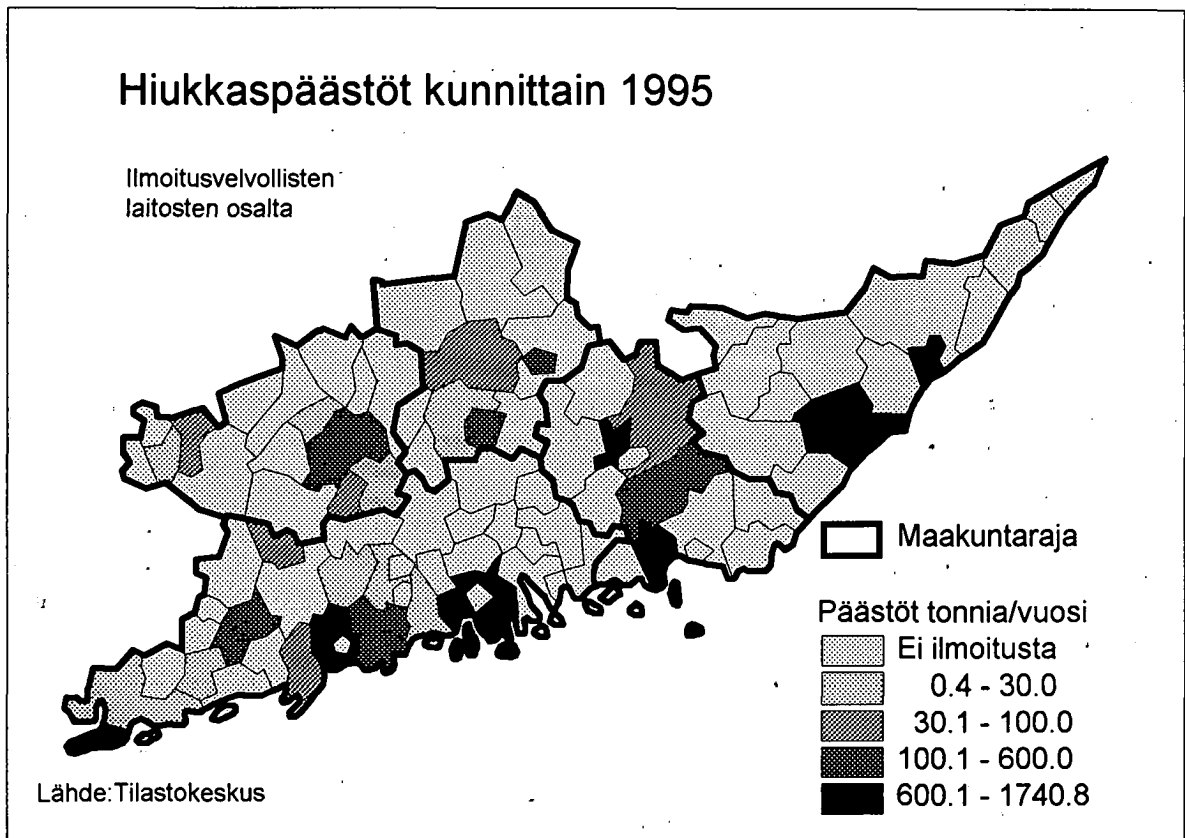 Hiukkaspäästöt kunnittain 1995
Ilmoitusvelvollisten
laitosten osalta
Maakuntaraja
Päästöt tonnia/vuosi
Ei ilmoitusta
0.4 - 30.0
30.1 - 100.0
100.1 - 600.0
600.1 - 1740.8
Lähde:Tilastokeskus